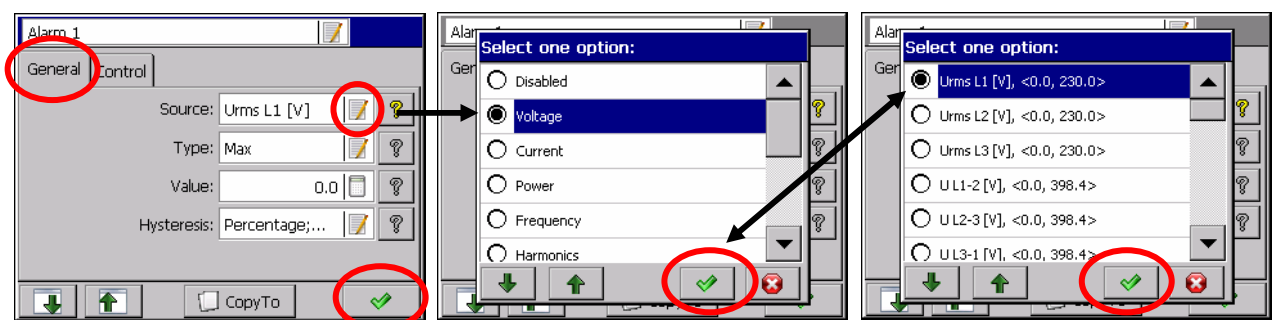 Alarm 1
General Control
Source: Urms L1 [V]
Type: Max
Value: 0.0
Hysteresis: Percentage;...
CopyTo
Select one option:
Disabled
Voltage
Current
Power
Frequency
Harmonics
Select one option:
Urms L1 [V], <0.0, 230.0>
Urms L2 [V], <0.0, 230.0>
Urms L3 [V], <0.0, 230.0>
U L1-2 [V], <0.0, 398.4>
U L2-3 [V], <0.0, 398.4>
U L3-1 [V], <0.0, 398.4>